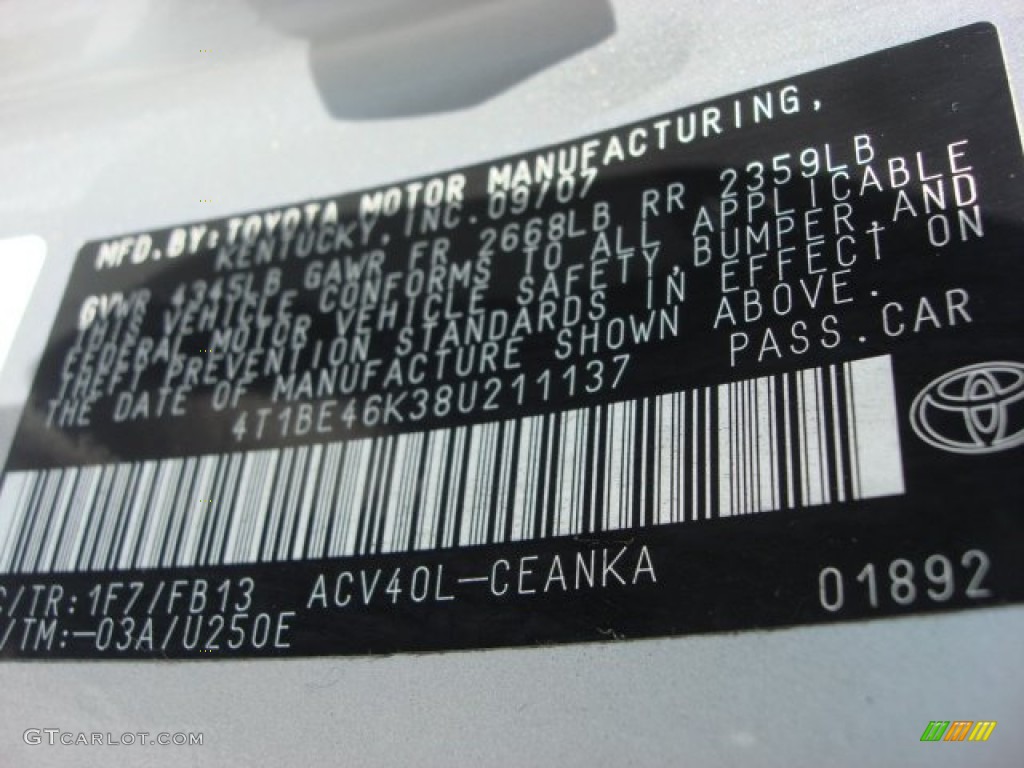 MFD.BY:TOYOTA MOTOR MANUFACTURING,
KENTUCKY, INC. 09/07
GVWR 4345LB GAWR FR 2668LB RR 2359LB
THIS VEHICLE CONFORMS TO ALL APPLICABLE
FEDERAL MOTOR VEHICLE SAFETY, BUMPER, AND
THEFT PREVENTION STANDARDS IN EFFECT ON
THE DATE OF MANUFACTURE SHOWN ABOVE.
4T1BE46K38U211137 PASS.CAR
C/TR:1F7/FB13 ACV40L-CEANKA 01892
/TM:-03A/U250E
GTCARLOT.COM